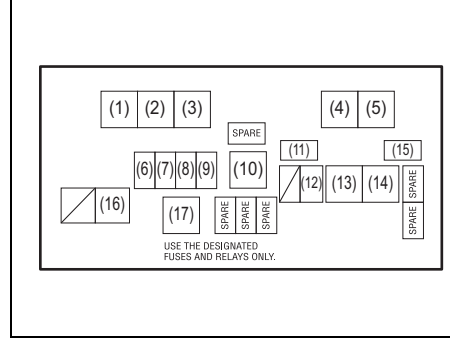 (1) (2) (3) (4) (5)
SPARE
(11) (15)
(6) (7) (8) (9) (10) (12) (13) (14) SPARE
(16) (17) SPARE SPARE SPARE SPARE
USE THE DESIGNATED
FUSES AND RELAYS ONLY.